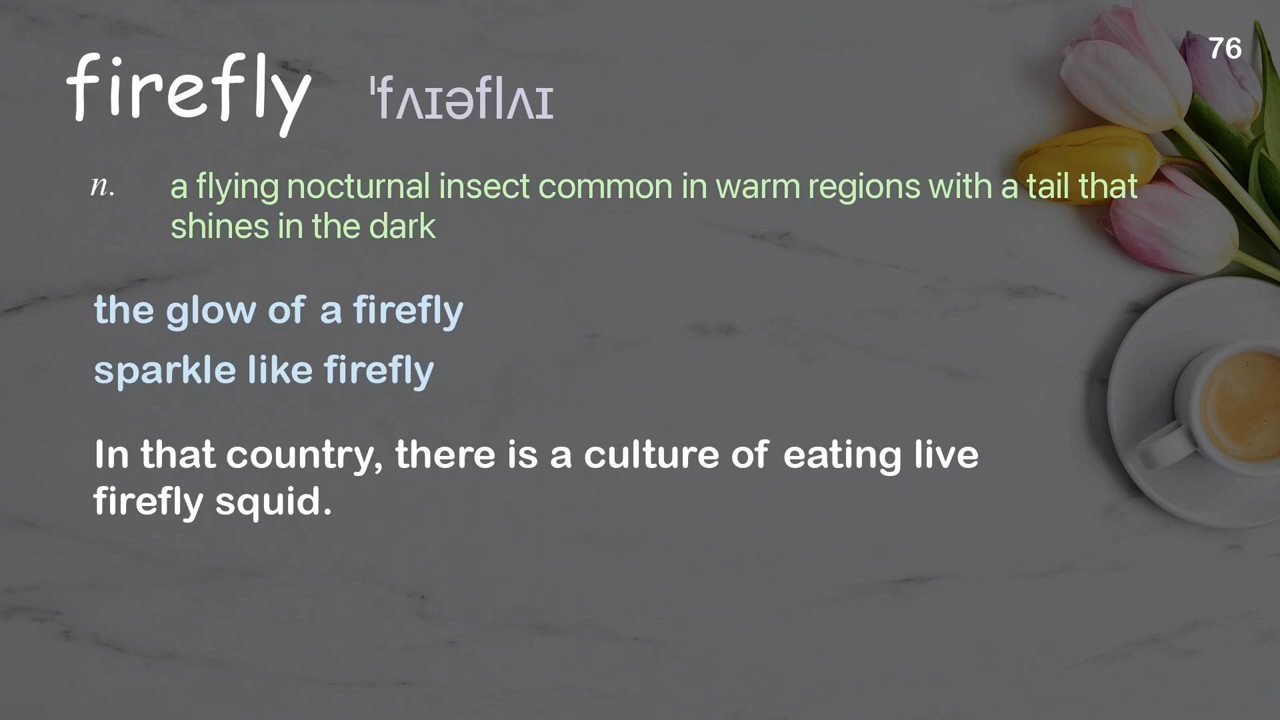 76
firefly ˈfʌɪəflʌɪ
n. a flying nocturnal insect common in warm regions with a tail that
shines in the dark
the glow of a firefly
sparkle like firefly
In that country, there is a culture of eating live
firefly squid.